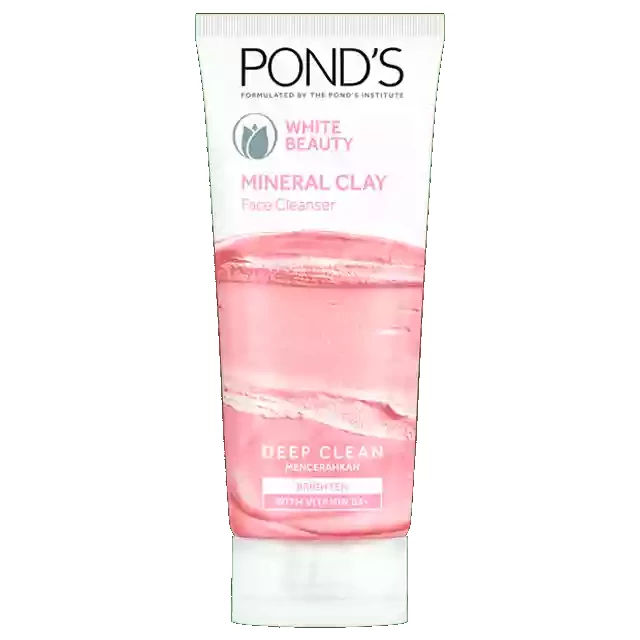 POND'S
FORMULATED BY THE POND'S INSTITUTE
WHITE
BEAUTY
MINERAL CLAY
Face Cleanser
DEEP CLEAN
MENCERAHKAN
BRIGHTEN
WITH VITAMIN B3+